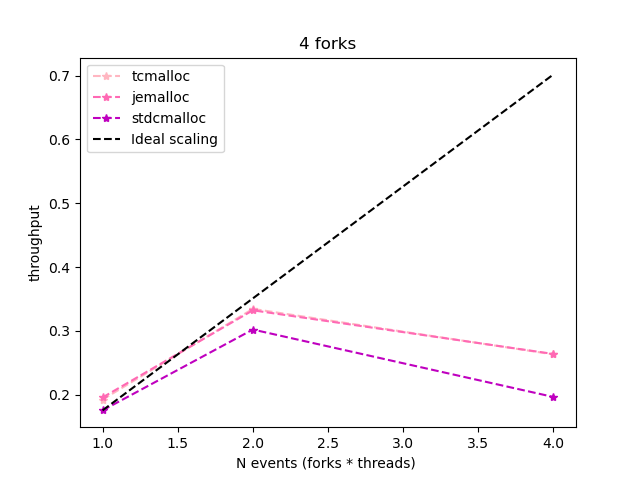 4 forks
tcmalloc
jemalloc
stdcmalloc
Ideal scaling
0.7
0.6
0.5
0.4
0.3
0.2
throughput
1.0 1.5 2.0 2.5 3.0 3.5 4.0
N events (forks * threads)